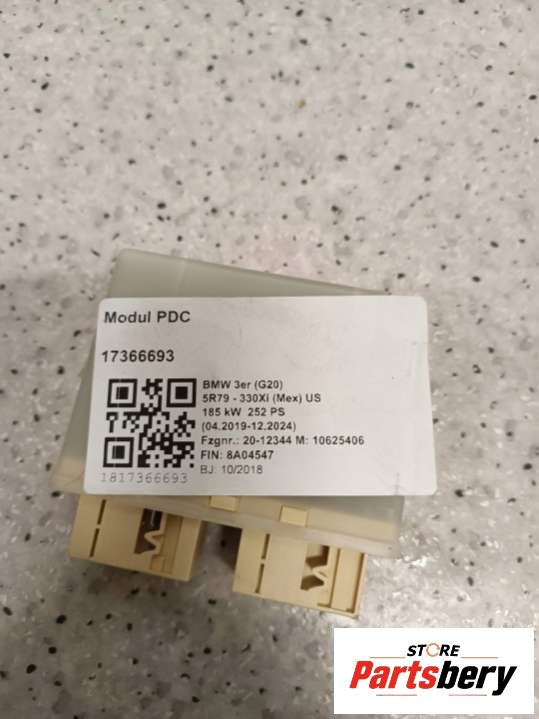 Modul PDC
17366693
BMW 3er (G20)
5R79 - 330Xi (Mex) US
185 kW 252 PS
(04.2019-12.2024)
Fzgnr.: 20-12344 M: 10625406
FIN: 8A04547
BJ: 10/2018
1817366693
STORE
Partsbery